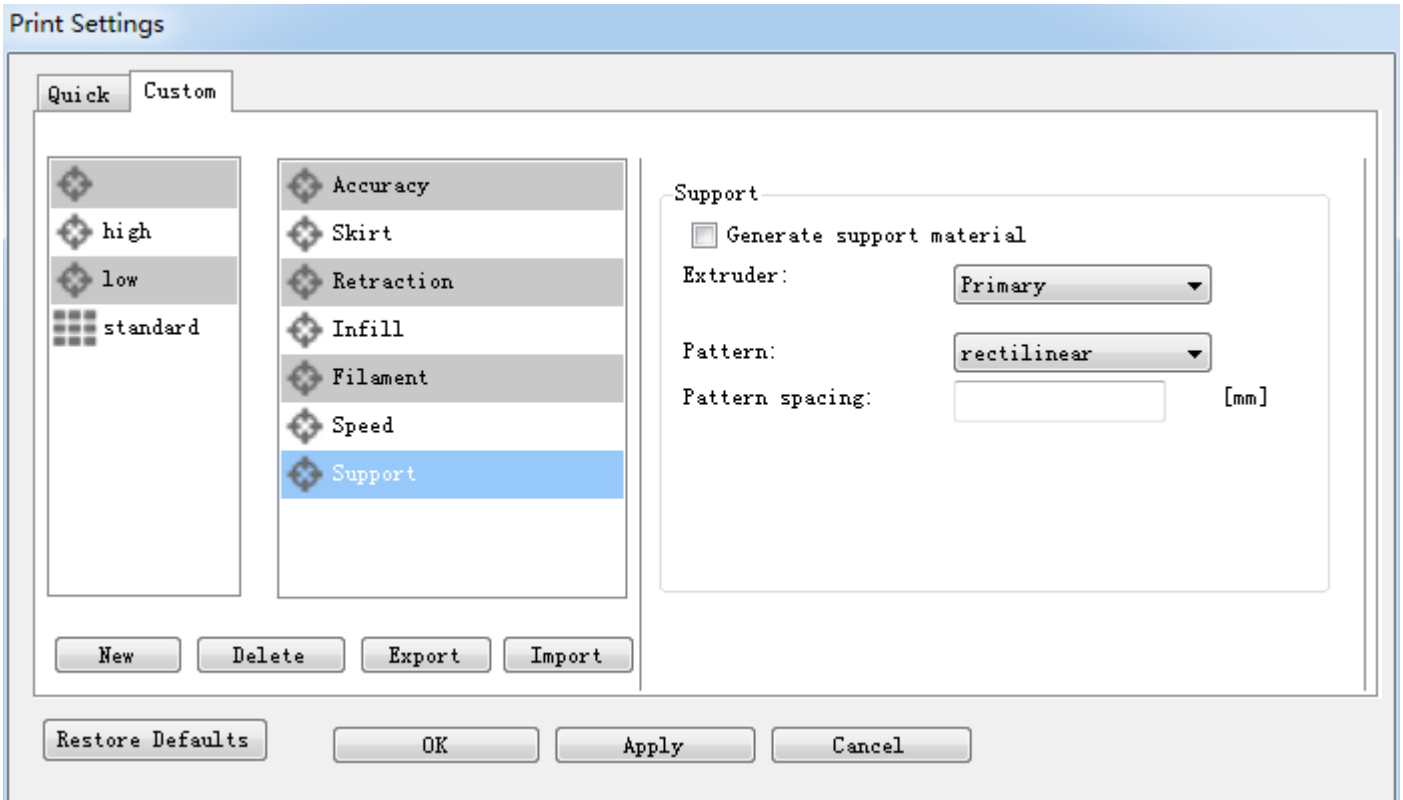 Print Settings
Quick
Custom
high
low
standard
Accuracy
Skirt
Retraction
Infill
Filament
Speed
Support
Support
Generate support material
Extruder:
Primary
Pattern:
rectilinear
Pattern spacing:
[mm]
New
Delete
Export
Import
Restore Defaults
OK
Apply
Cancel